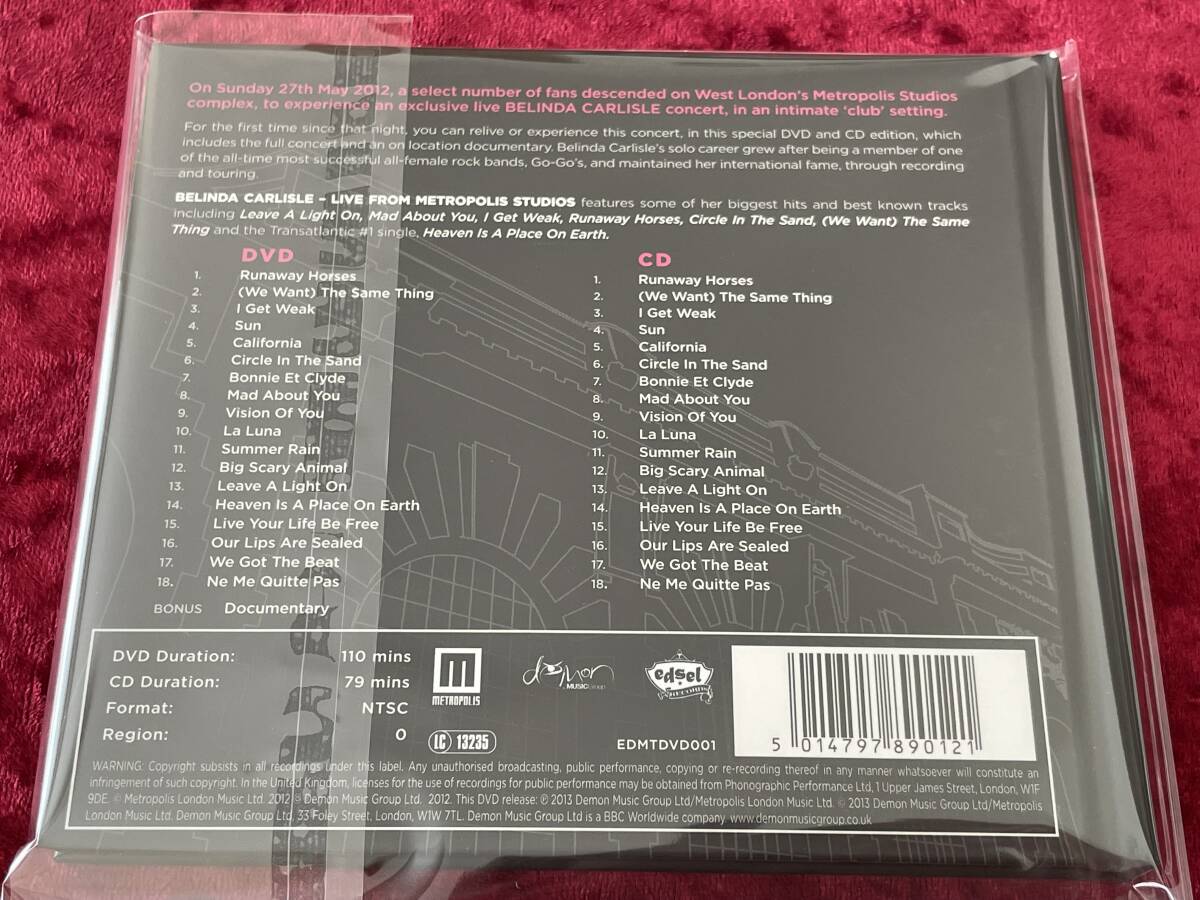 On Sunday 27th May 2012, a select number of fans descended on West London's Metropolis Studios
complex, to experience an exclusive live BELINDA CARLISLE concert, in an intimate 'club' setting.
For the first time since that night, you can relive or experience this concert, in this special DVD and CD edition, which
includes the full concert and an on location documentary. Belinda Carlisle's solo career grew after being a member of one
of the all-time most successful all-female rock bands, Go-Go's, and maintained her international fame, through recording
and touring.
BELINDA CARLISLE – LIVE FROM METROPOLIS STUDIOS features some of her biggest hits and best known tracks
including Leave A Light On, Mad About You, I Get Weak, Runaway Horses, Circle In The Sand, (We Want) The Same
Thing and the Transatlantic #1 single, Heaven Is A Place On Earth.
DVD
1. Runaway Horses
2. (We Want) The Same Thing
3. I Get Weak
4. Sun
5. California
6. Circle In The Sand
7. Bonnie Et Clyde
8. Mad About You
9. Vision Of You
10. La Luna
11. Summer Rain
12. Big Scary Animal
13. Leave A Light On
14. Heaven Is A Place On Earth
15. Live Your Life Be Free
16. Our Lips Are Sealed
17. We Got The Beat
18. Ne Me Quitte Pas
BONUS Documentary
CD
1. Runaway Horses
2. (We Want) The Same Thing
3. I Get Weak
4. Sun
5. California
6. Circle In The Sand
7. Bonnie Et Clyde
8. Mad About You
9. Vision Of You
10. La Luna
11. Summer Rain
12. Big Scary Animal
13. Leave A Light On
14. Heaven Is A Place On Earth
15. Live Your Life Be Free
16. Our Lips Are Sealed
17. We Got The Beat
18. Ne Me Quitte Pas
DVD Duration: 110 mins
CD Duration: 79 mins
Format: NTSC
Region: 0
LC 13235
METROPOLIS
demon
MUSIC Group
edsel
RECORDS
EDMTDVD001
5 014797 890121
WARNING: Copyright subsists in all recordings under this label. Any unauthorised broadcasting, public performance, copying or re-recording thereof in any manner whatsoever will constitute an
infringement of such copyright. In the United Kingdom, licenses for the use of recordings for public performance may be obtained from Phonographic Performance Ltd, 1 Upper James Street, London, W1F
9DE. © Metropolis London Music Ltd. 2012 © Demon Music Group Ltd. 2012. This DVD release: ℗ 2013 Demon Music Group Ltd/Metropolis London Music Ltd. © 2013 Demon Music Group Ltd/Metropolis
London Music Ltd. Demon Music Group Ltd, 33 Foley Street, London, W1W 7TL. Demon Music Group Ltd is a BBC Worldwide company www.demonmusicgroup.co.uk